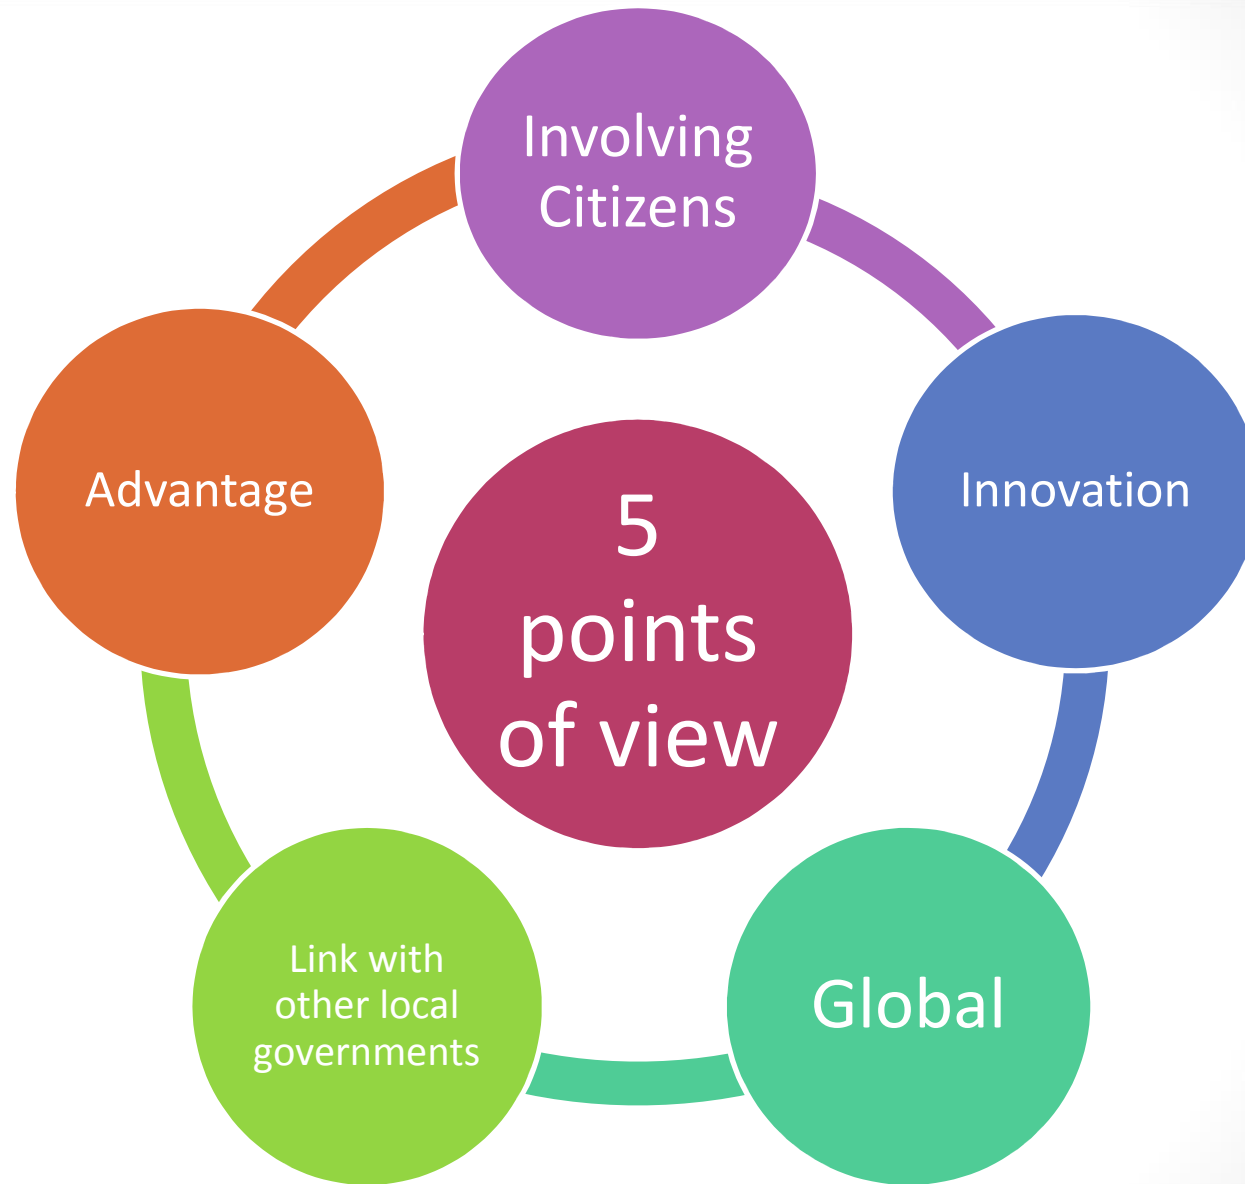 Involving
Citizens
Advantage
Innovation
5
points
of view
Link with
other local
governments
Global